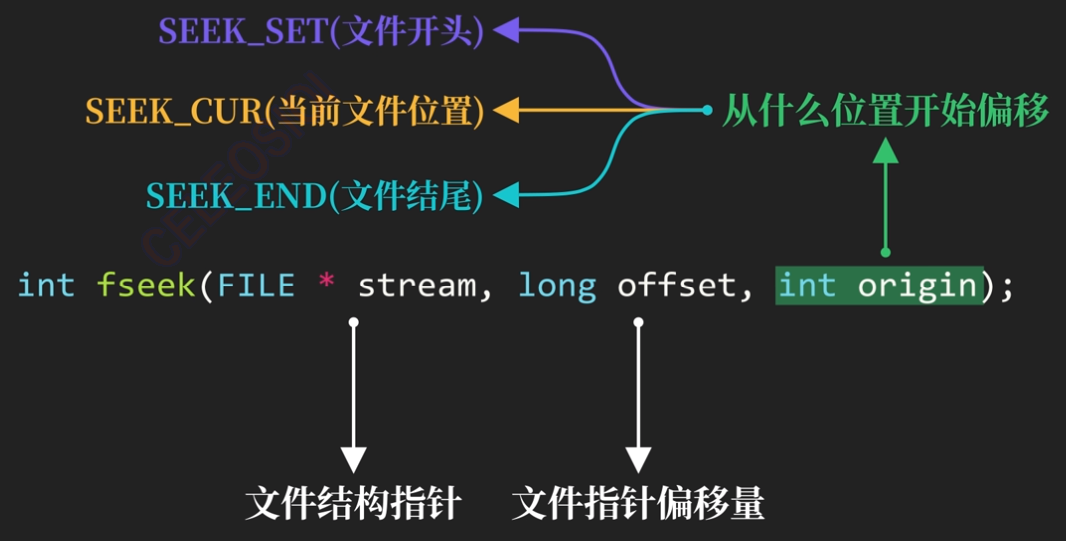 SEEK_SET(文件开头)
SEEK_CUR(当前文件位置)
从什么位置开始偏移
SEEK_END(文件结尾)
int fseek(FILE * stream, long offset, int origin);
文件结构指针
文件指针偏移量